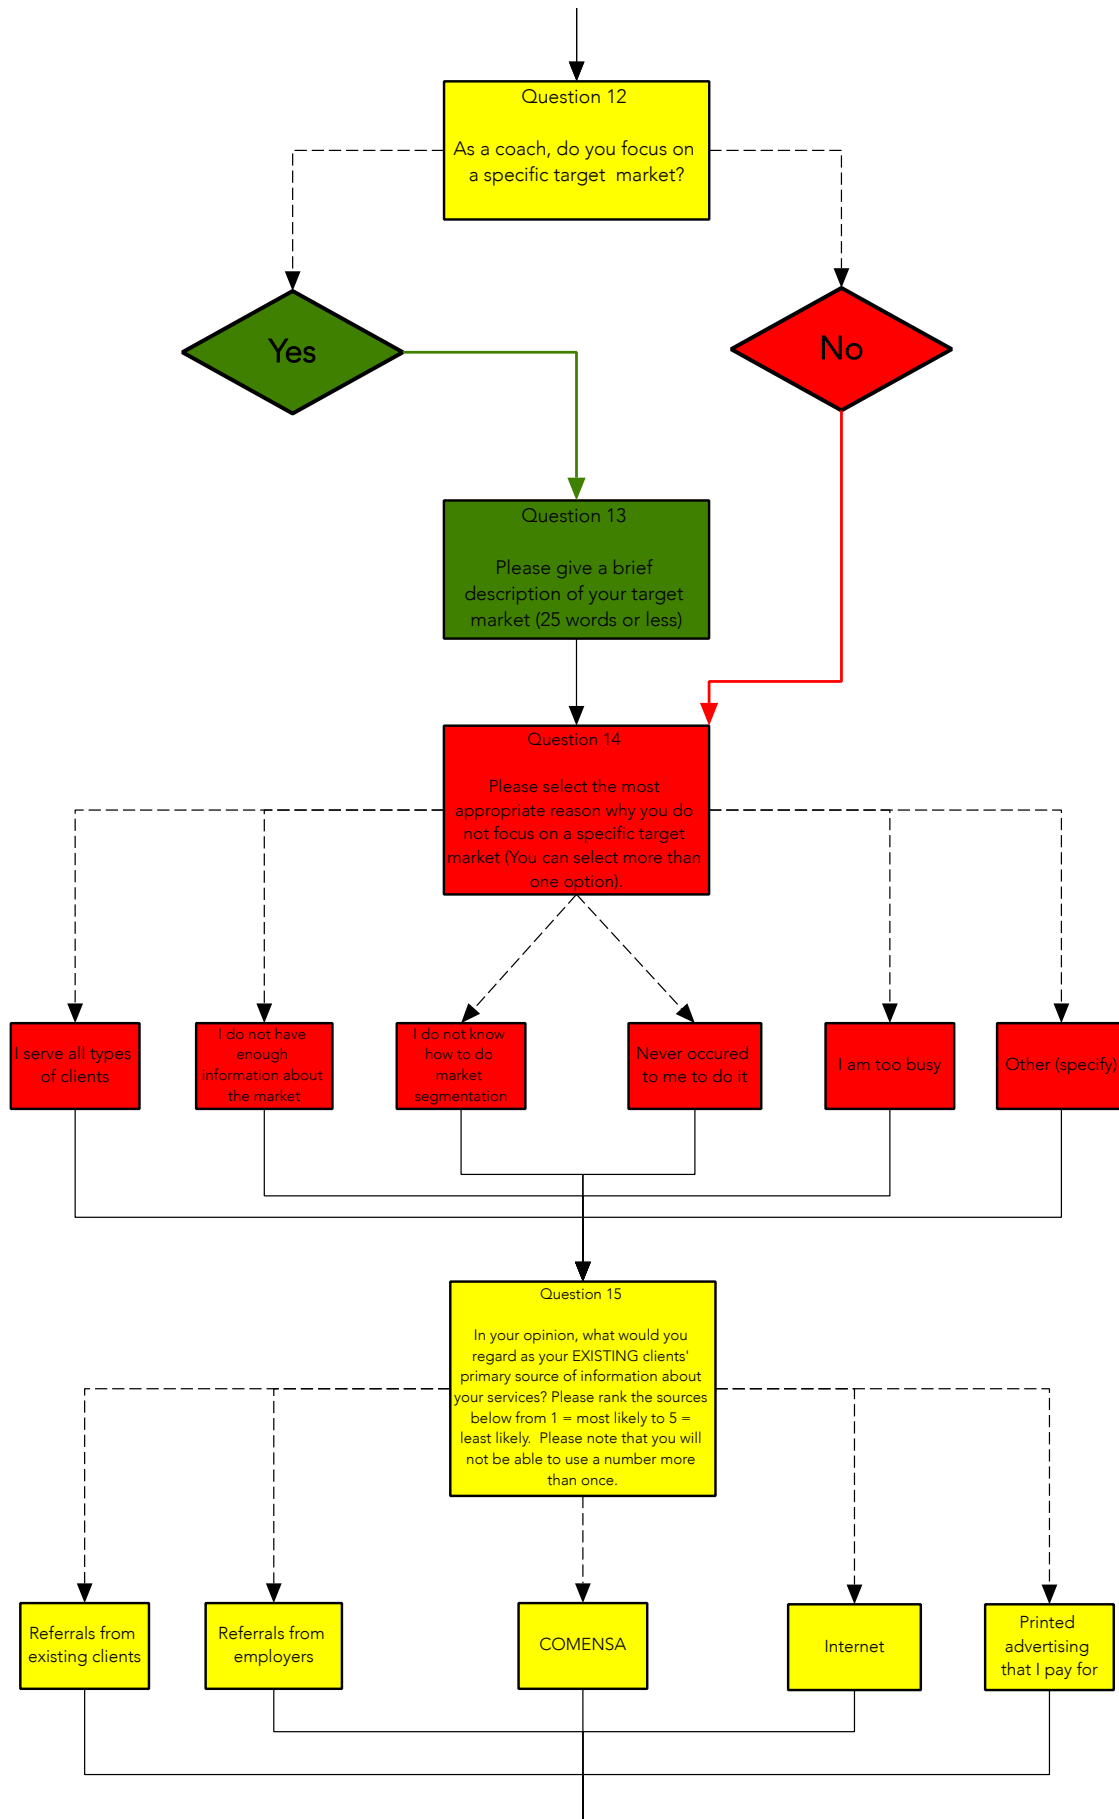 Question 12
As a coach, do you focus on
a specific target  market?
Yes
No
Question 13
Please give a brief
description of your target
market (25 words or less)
Question 14
Please select the most
appropriate reason why you do
not focus on a specific target
market (You can select more than
one option).
I serve all types
of clients
I do not have
enough
information about
the market
I do not know
how to do
market
segmentation
Never occured
to me to do it
I am too busy
Other (specify)
Question 15
In your opinion, what would you
regard as your EXISTING clients'
primary source of information about
your services? Please rank the sources
below from 1 = most likely to 5 =
least likely.  Please note that you will
not be able to use a number more
than once.
Referrals from
existing clients
Referrals from
employers
COMENSA
Internet
Printed
advertising
that I pay for